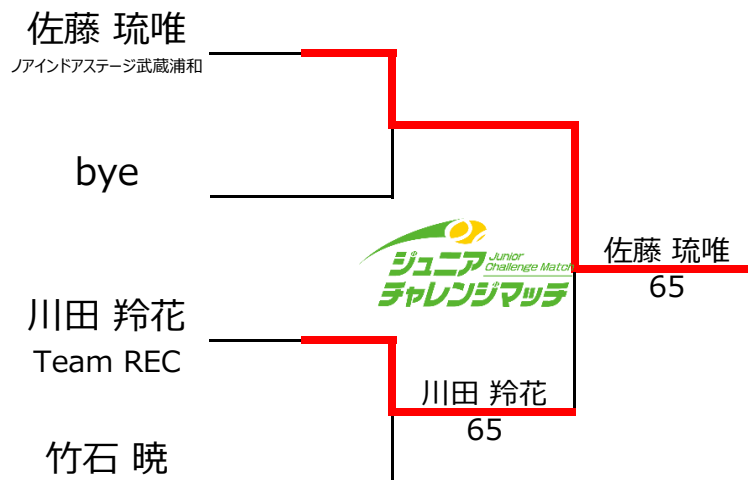 佐藤 琉唯
ノアインドアステージ武蔵浦和
bye
ジュニア Junior Challenge Match
チャレンジマッチ
佐藤 琉唯
65
川田 羚花
Team REC
川田 羚花
65
竹石 暁